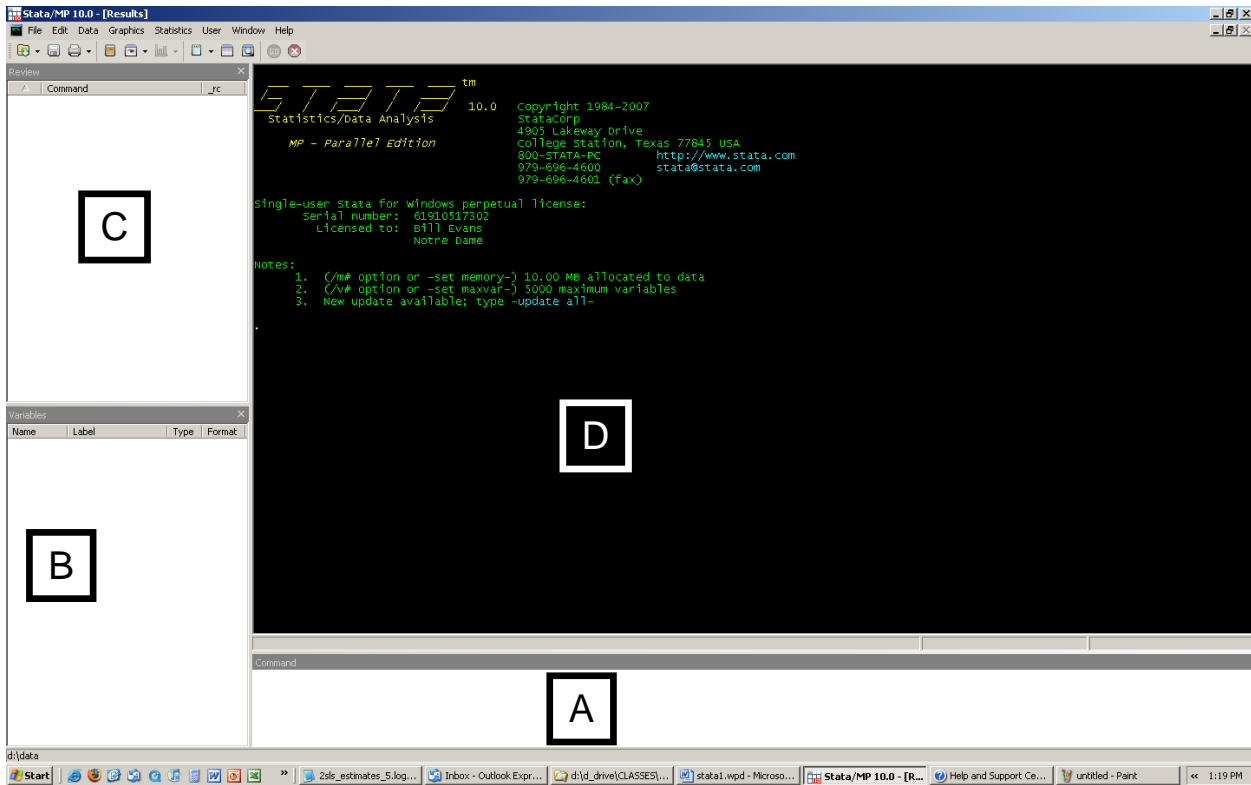 Stata/MP 10.0 - [Results]
File Edit Data Graphics Statistics User Window Help
Review
Command _rc
C
Variables
Name Label Type Format
B
STATA tm
10.0 Copyright 1984-2007
Statistics/Data Analysis StataCorp
4905 Lakeway Drive
MP - Parallel Edition College Station, Texas 77845 USA
800-STATA-PC http://www.stata.com
979-696-4600 stata@stata.com
979-696-4601 (fax)
Single-user Stata for Windows perpetual license:
Serial number: 61910517302
Licensed to: Bill Evans
Notre Dame
Notes:
1. (/m# option or -set memory-) 10.00 MB allocated to data
2. (/v# option or -set maxvar-) 5000 maximum variables
3. New update available; type -update all-
.
D
Command
A
d:\data
Start » 2sls_estimates_5.log... Inbox - Outlook Expr... d:\d_drive\CLASSES\... stata1.wpd - Microso... Stata/MP 10.0 - [R... Help and Support Ce... untitled - Paint « 1:19 PM